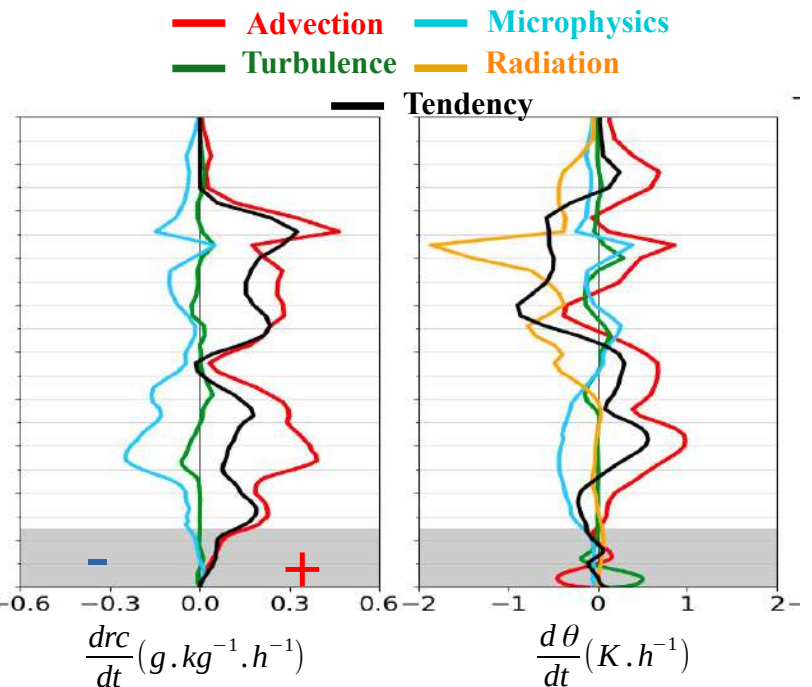 Advection Microphysics
Turbulence Radiation
Tendency
- +
−0.6 −0.3 0.0 0.3 0.6 −2 −1 0 1 2
drc/dt (g.kg⁻¹.h⁻¹) dθ/dt (K.h⁻¹)